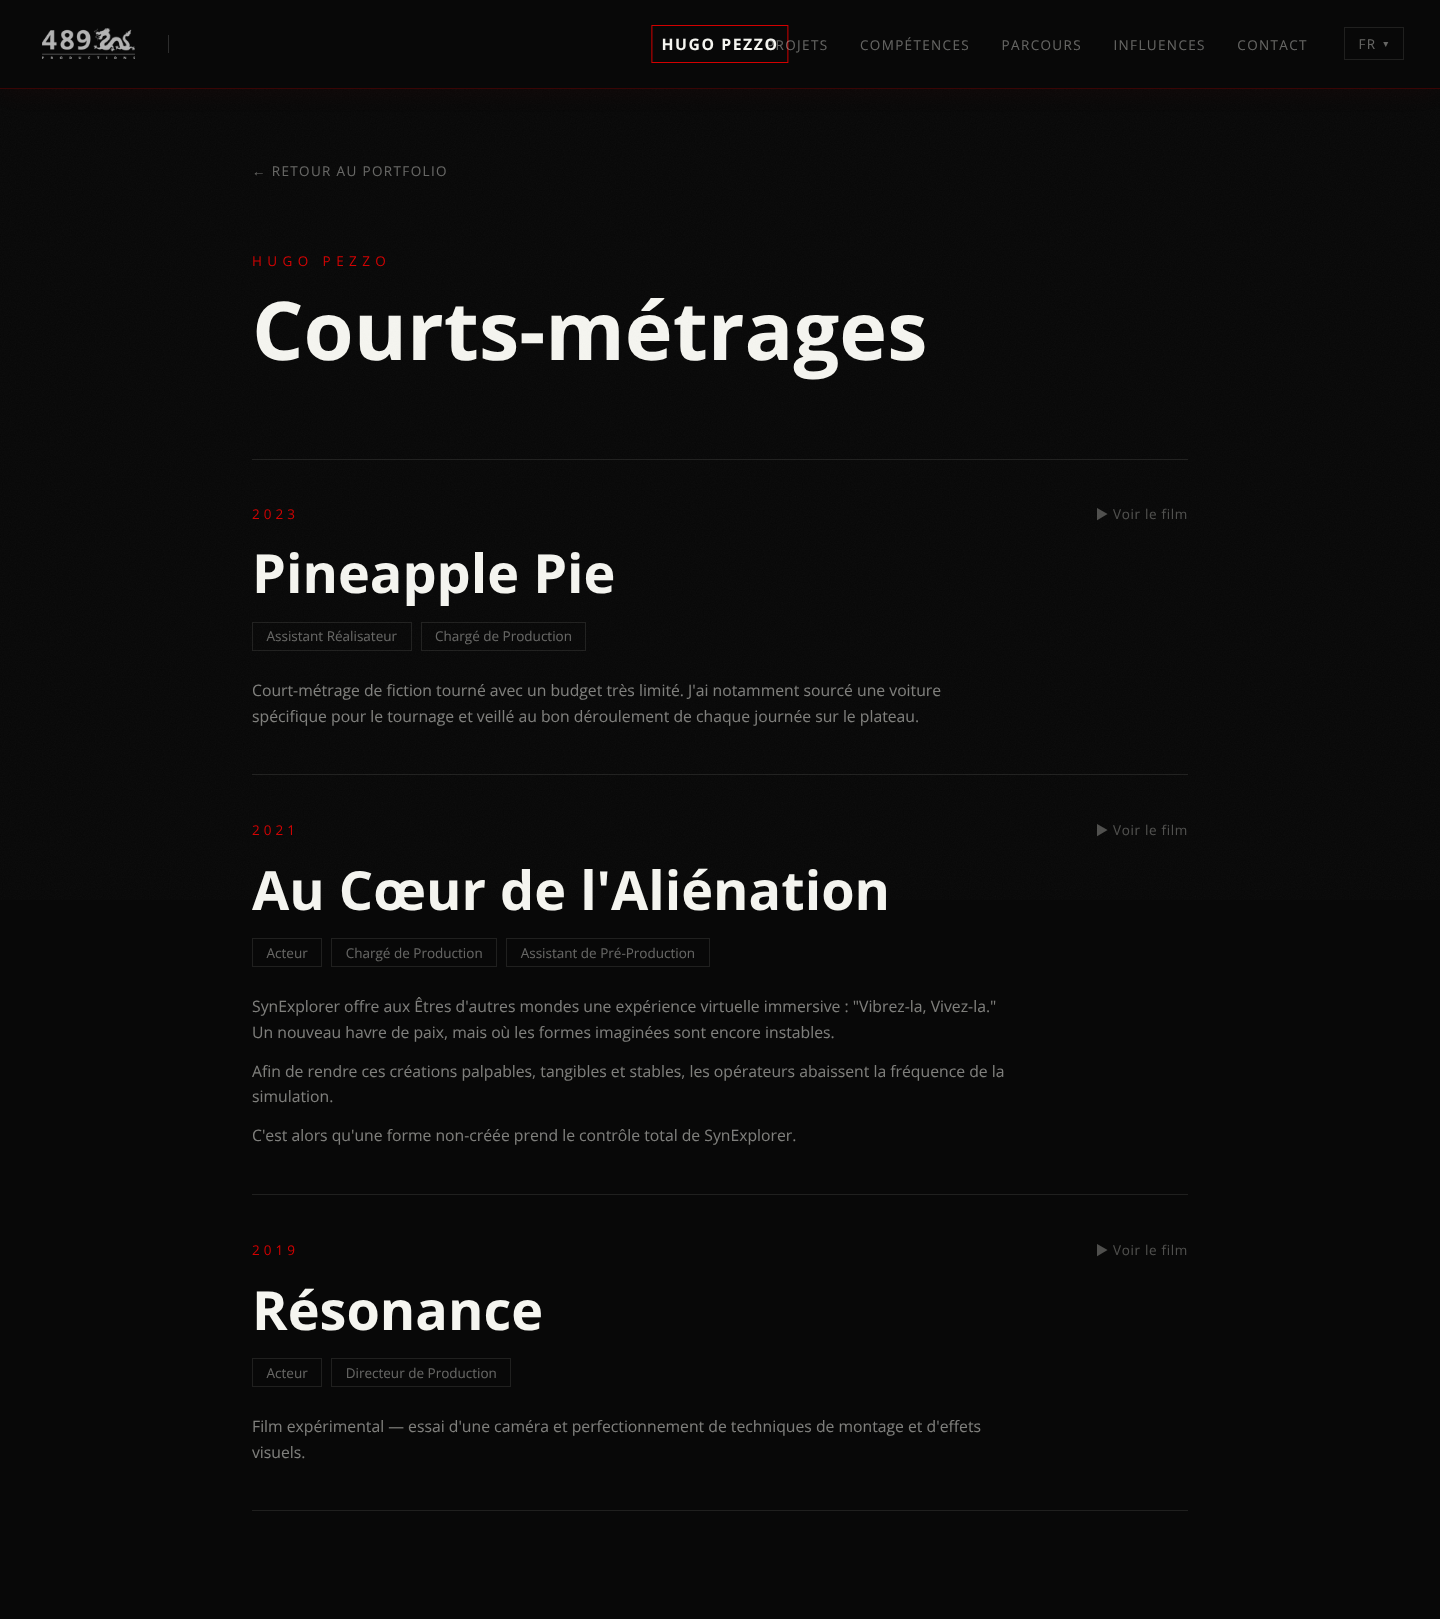 489
PRODUCTIONS
HUGO PEZZO
ROJETS
COMPÉTENCES
PARCOURS
INFLUENCES
CONTACT
FR ▾
← RETOUR AU PORTFOLIO
HUGO PEZZO
Courts-métrages
2023
▶ Voir le film
Pineapple Pie
Assistant Réalisateur
Chargé de Production
Court-métrage de fiction tourné avec un budget très limité. J'ai notamment sourcé une voiture
spécifique pour le tournage et veillé au bon déroulement de chaque journée sur le plateau.
2021
▶ Voir le film
Au Cœur de l'Aliénation
Acteur
Chargé de Production
Assistant de Pré-Production
SynExplorer offre aux Êtres d'autres mondes une expérience virtuelle immersive : "Vibrez-la, Vivez-la."
Un nouveau havre de paix, mais où les formes imaginées sont encore instables.
Afin de rendre ces créations palpables, tangibles et stables, les opérateurs abaissent la fréquence de la
simulation.
C'est alors qu'une forme non-créée prend le contrôle total de SynExplorer.
2019
▶ Voir le film
Résonance
Acteur
Directeur de Production
Film expérimental — essai d'une caméra et perfectionnement de techniques de montage et d'effets
visuels.